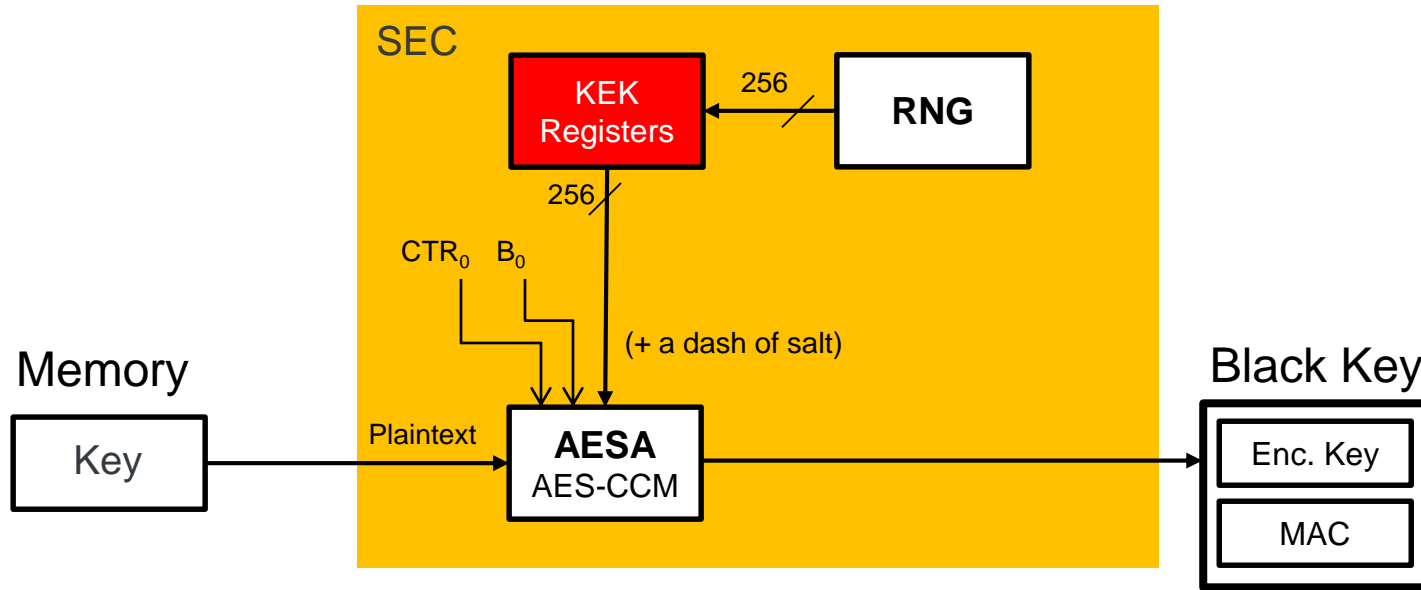 SEC
KEK
Registers
256
RNG
256
CTR₀
B₀
(+ a dash of salt)
Memory
Key
Plaintext
AESA
AES-CCM
Black Key
Enc. Key
MAC